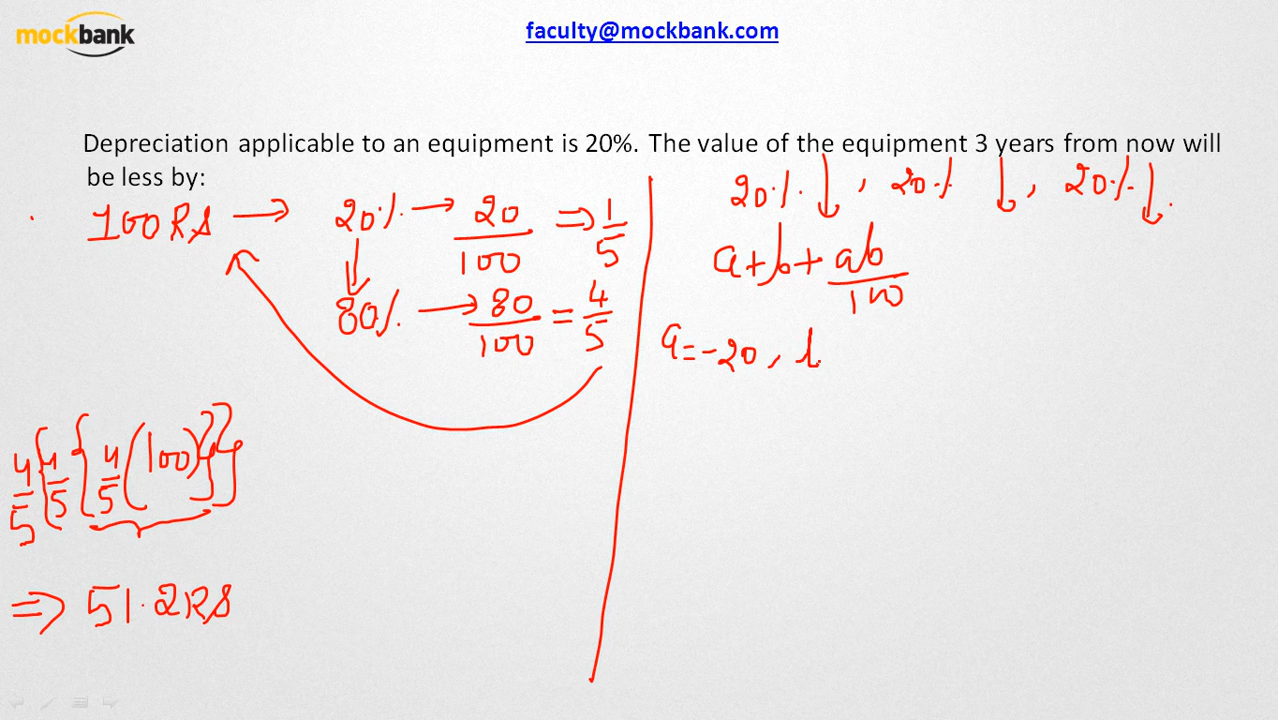 mockbank
faculty@mockbank.com
Depreciation applicable to an equipment is 20%. The value of the equipment 3 years from now will
be less by:
100 RS → 20% → 20/100 ⇒ 1/5
↓
80% → 80/100 = 4/5
4/5{4/5{4/5(100)}}
⇒ 51.2RS
20%↓, 20%↓, 20%↓.
a+b+ab/100
a=-20,